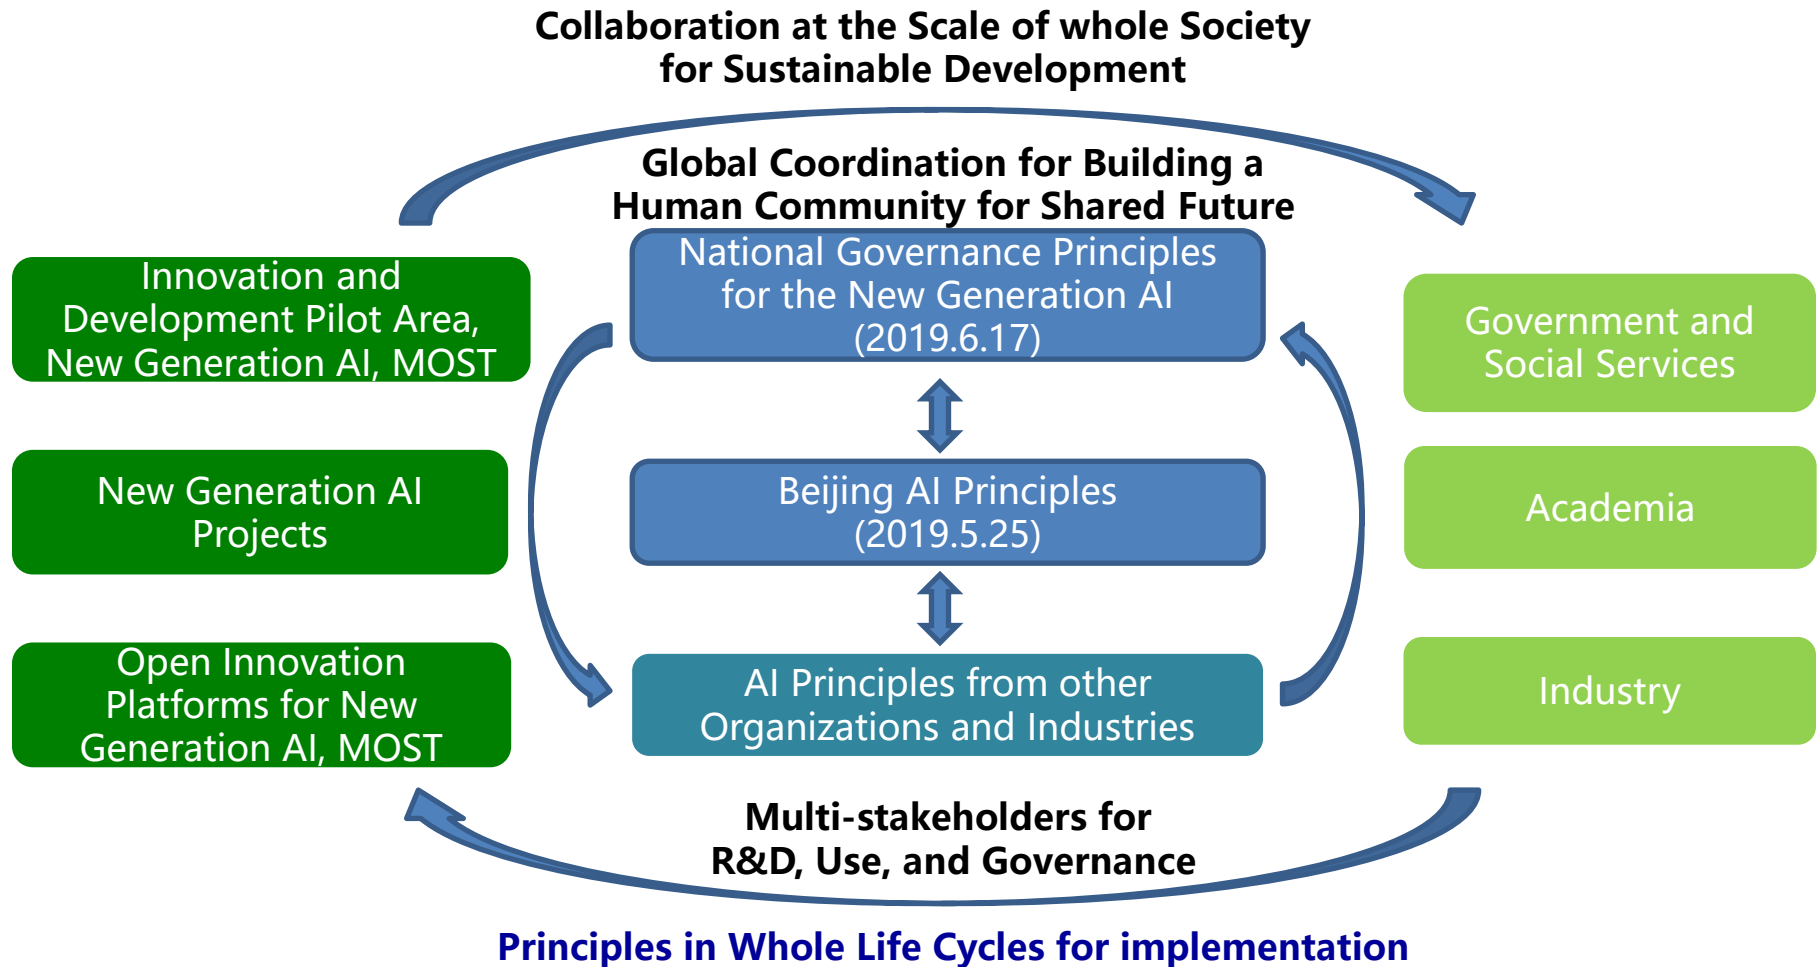 Collaboration at the Scale of whole Society
for Sustainable Development
Global Coordination for Building a
Human Community for Shared Future
Innovation and
Development Pilot Area,
New Generation AI, MOST
New Generation AI
Projects
Open Innovation
Platforms for New
Generation AI, MOST
National Governance Principles
for the New Generation AI
(2019.6.17)
Beijing AI Principles
(2019.5.25)
AI Principles from other
Organizations and Industries
Government and
Social Services
Academia
Industry
Multi-stakeholders for
R&D, Use, and Governance
Principles in Whole Life Cycles for implementation